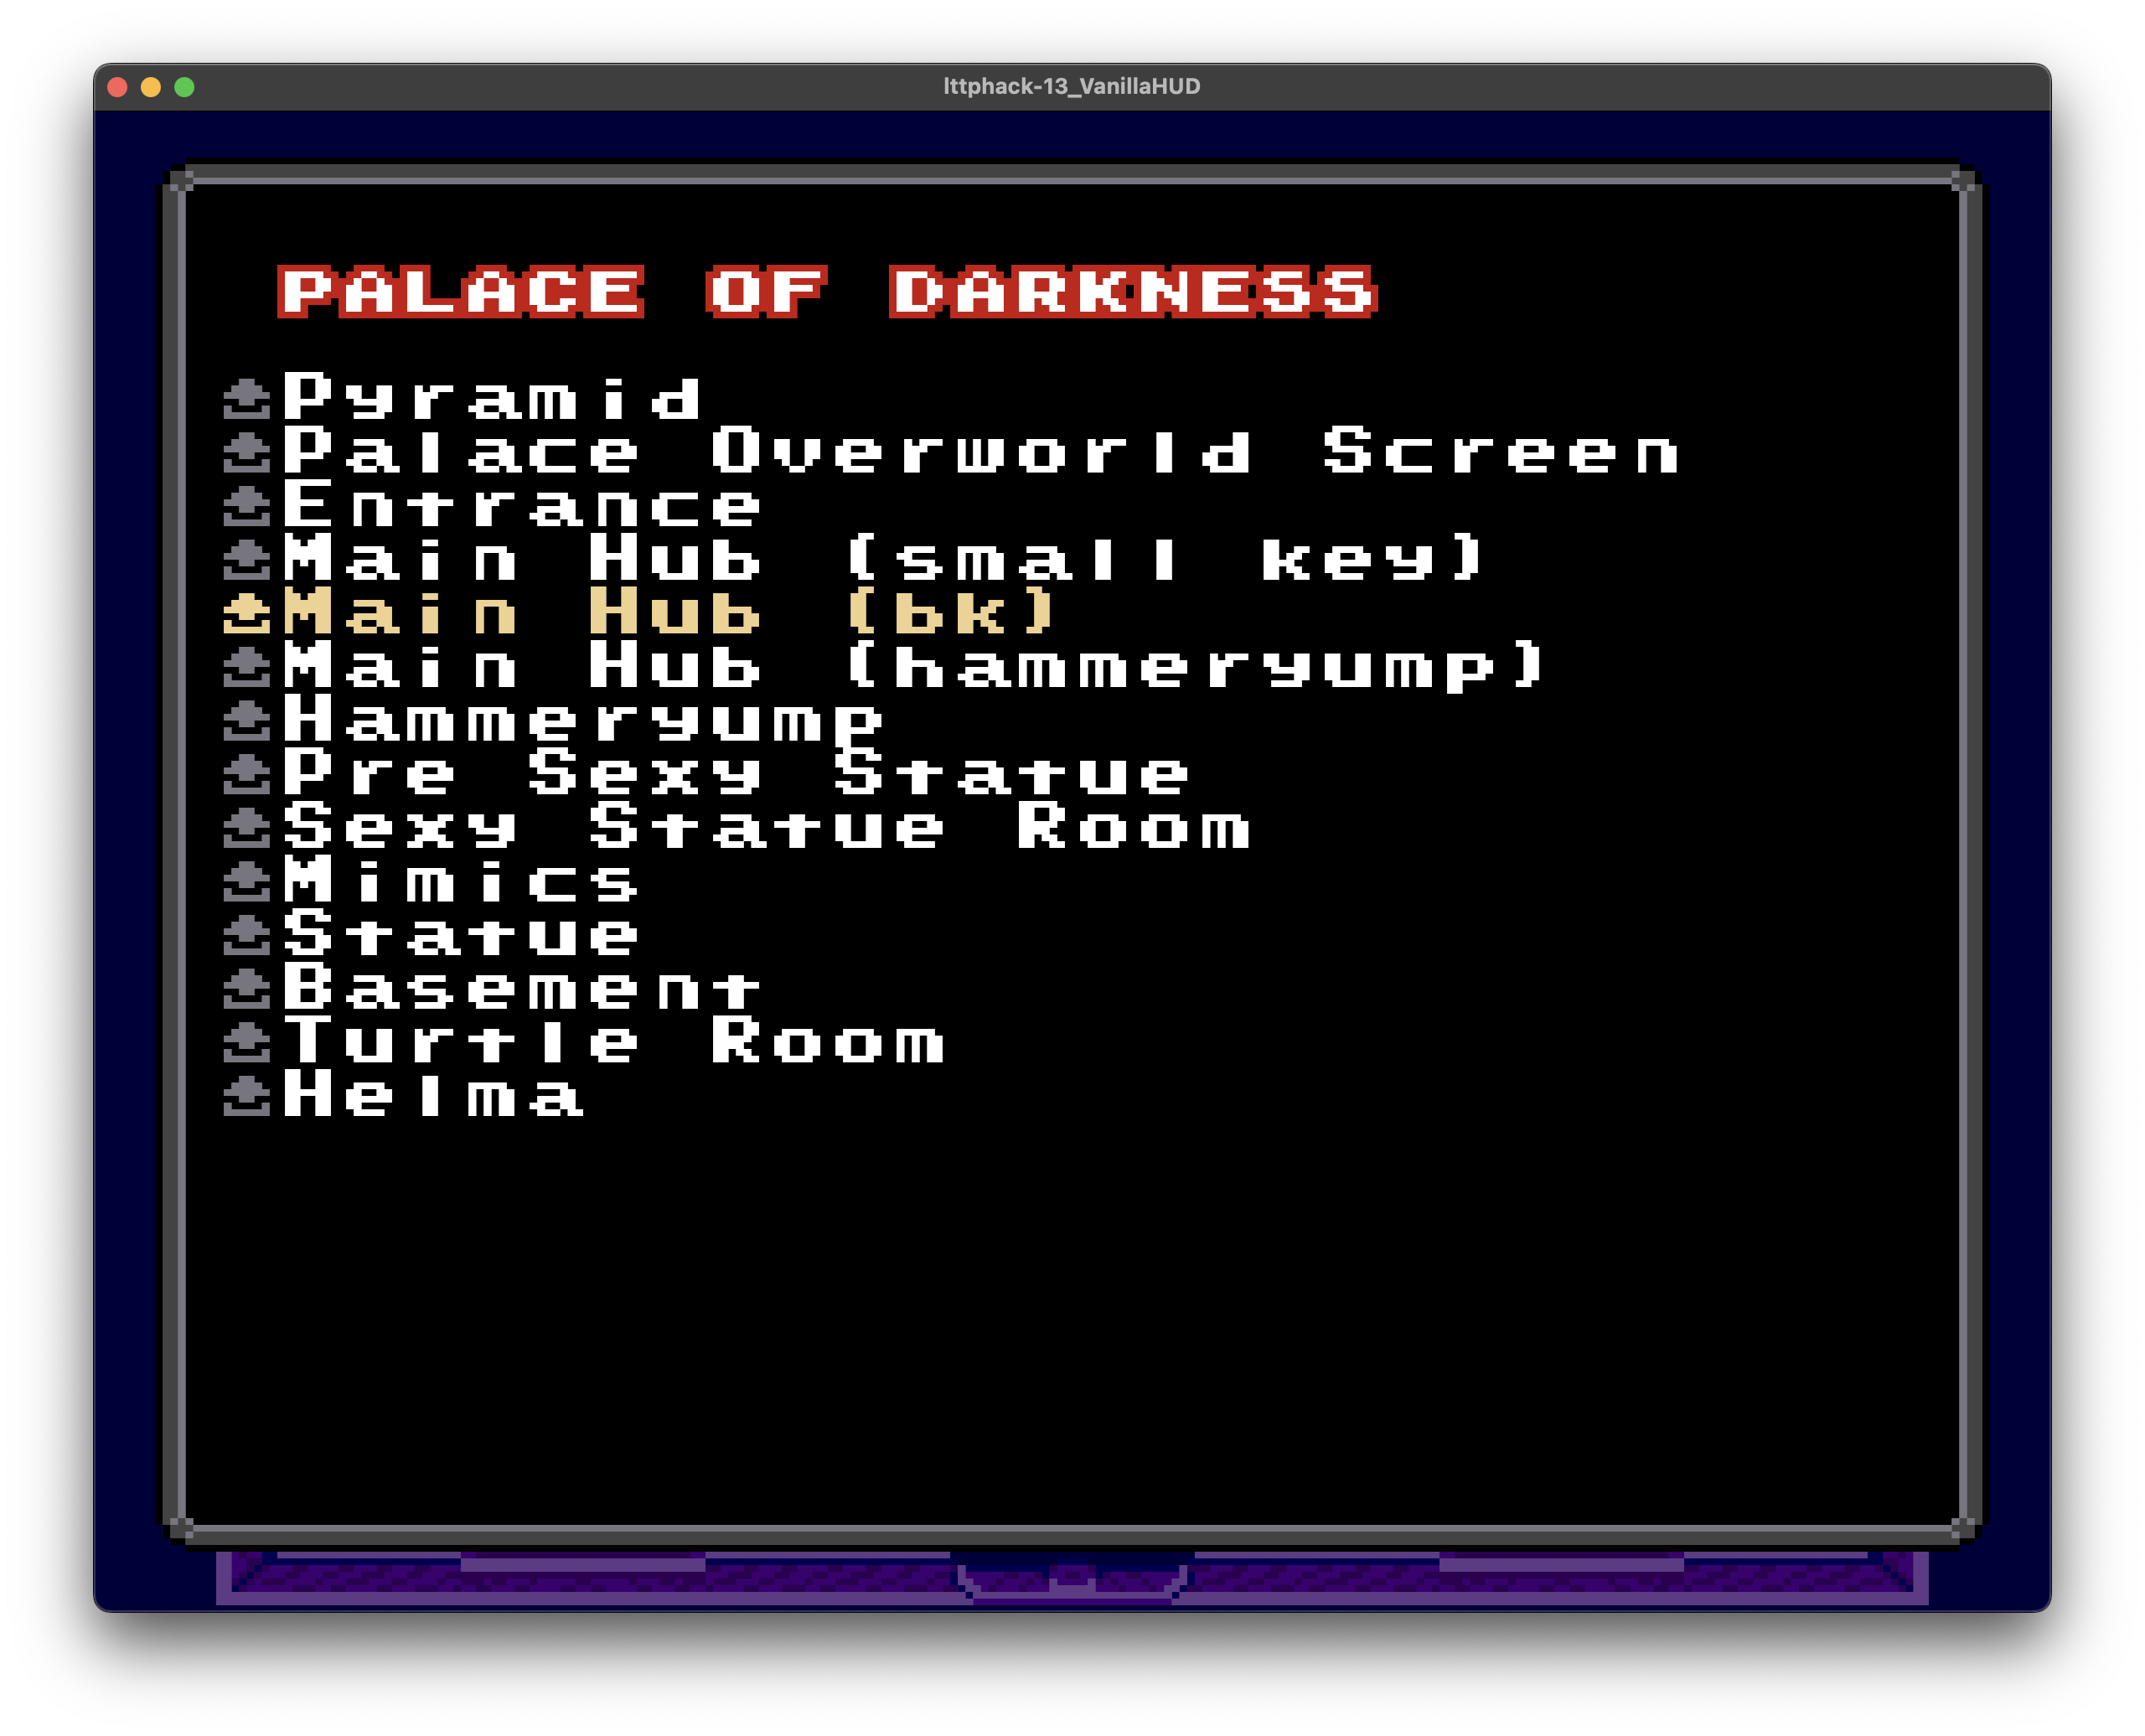 lttphack-13_VanillaHUD
PALACE OF DARKNESS
Pyramid
Palace Overworld Screen
Entrance
Main Hub (small key)
Main Hub (bk)
Main Hub (hammeryump)
Hammeryump
Pre Sexy Statue
Sexy Statue Room
Mimics
Statue
Basement
Turtle Room
Helma